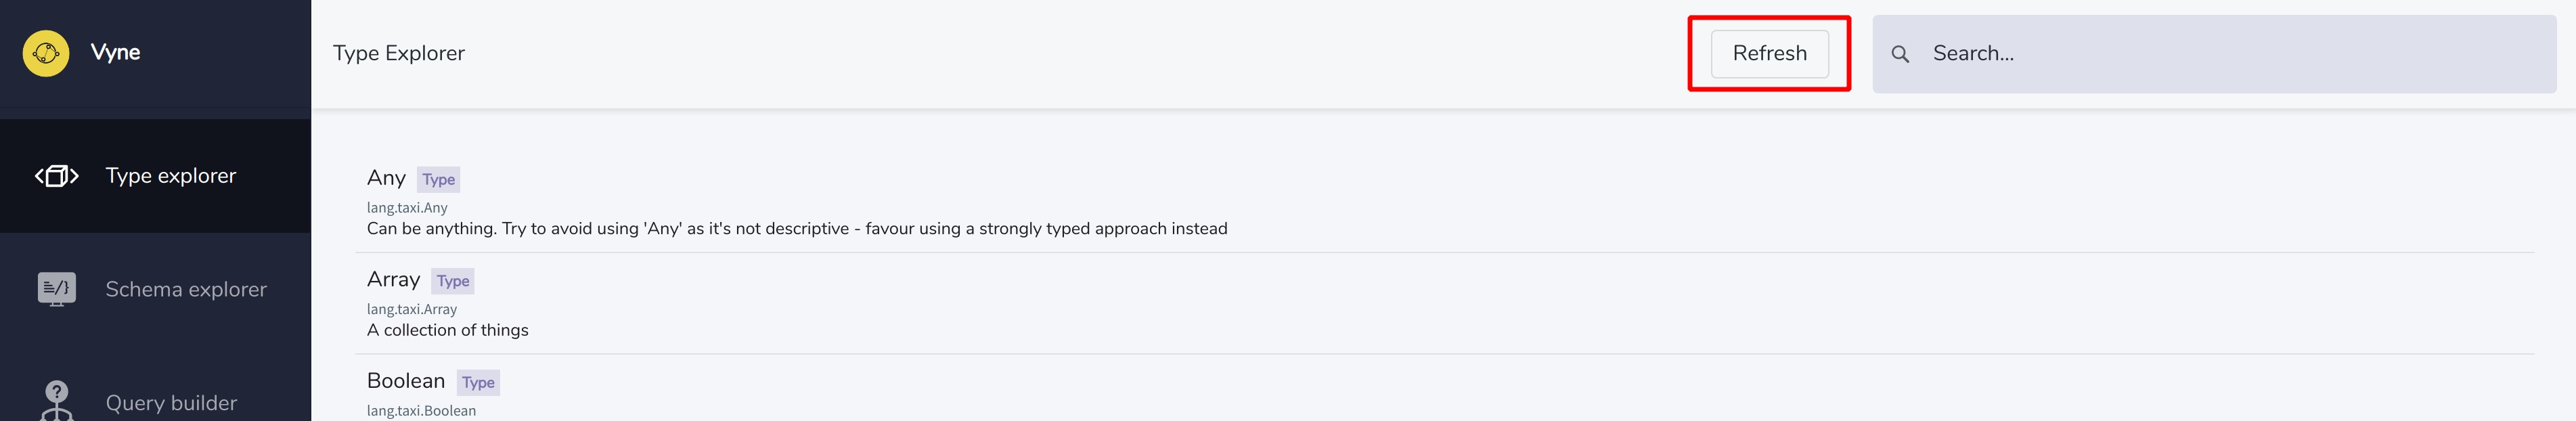 Vyne
Type explorer
Schema explorer
Query builder
Type Explorer
Refresh
Search...
Any Type
lang.taxi.Any
Can be anything. Try to avoid using 'Any' as it's not descriptive - favour using a strongly typed approach instead
Array Type
lang.taxi.Array
A collection of things
Boolean Type
lang.taxi.Boolean